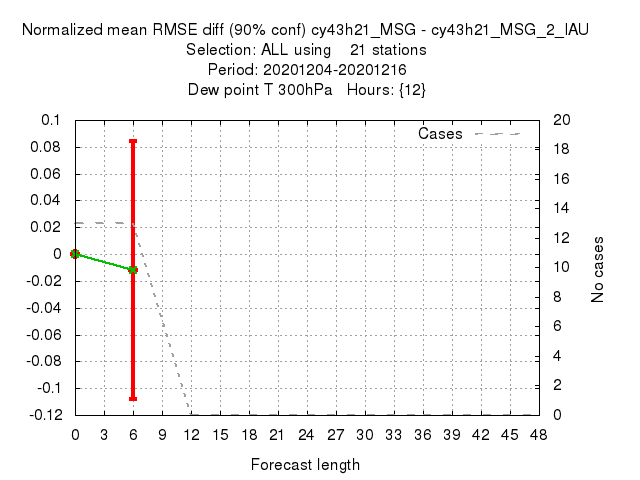 Normalized mean RMSE diff (90% conf) cy43h21_MSG - cy43h21_MSG_2_IAU
Selection: ALL using    21 stations
Period: 20201204-20201216
Dew point T 300hPa   Hours: {12}
Cases
0.1
0.08
0.06
0.04
0.02
0
-0.02
-0.04
-0.06
-0.08
-0.1
-0.12
20
18
16
14
12
10
8
6
4
2
0
No cases
0 3 6 9 12 15 18 21 24 27 30 33 36 39 42 45 48
Forecast length